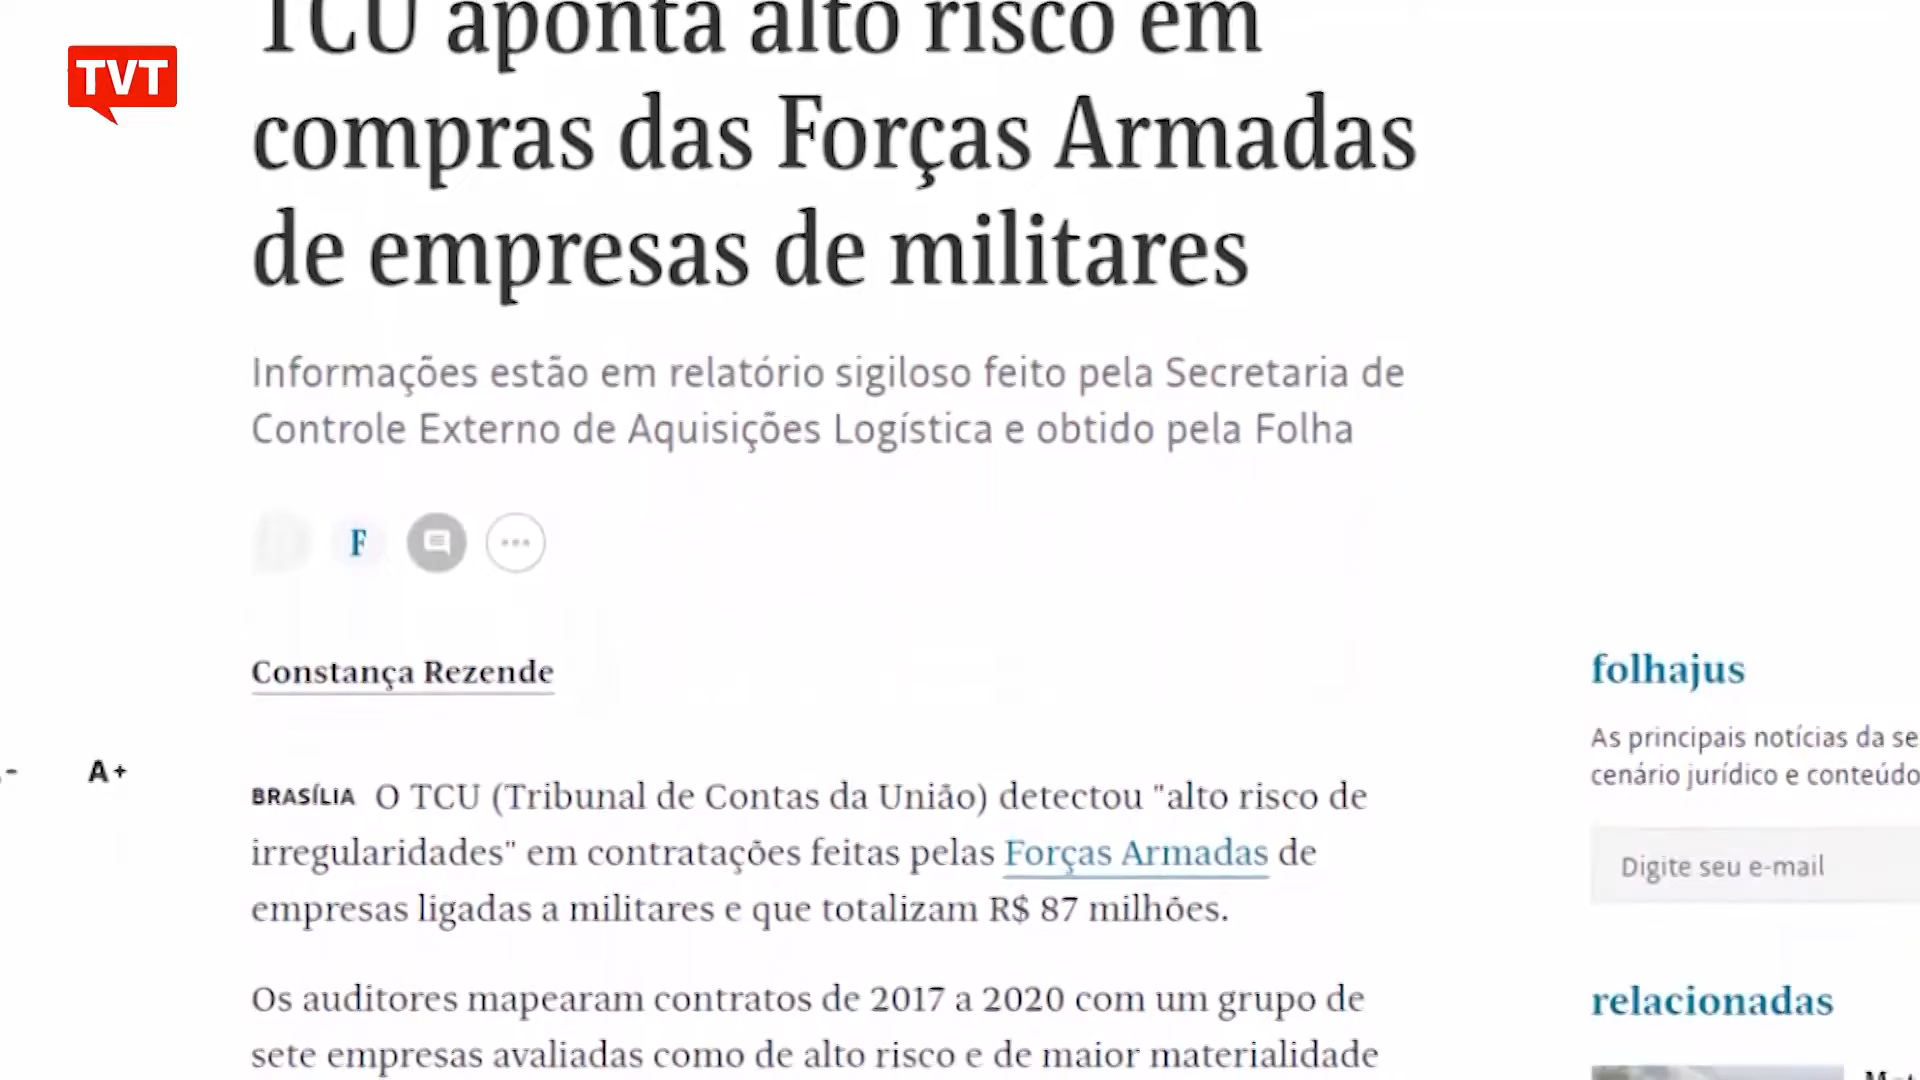 TVT
TCU aponta alto risco em
compras das Forças Armadas
de empresas de militares
Informações estão em relatório sigiloso feito pela Secretaria de
Controle Externo de Aquisições Logística e obtido pela Folha
F
Constança Rezende
A+
BRASÍLIA O TCU (Tribunal de Contas da União) detectou "alto risco de
irregularidades" em contratações feitas pelas Forças Armadas de
empresas ligadas a militares e que totalizam R$ 87 milhões.
Os auditores mapearam contratos de 2017 a 2020 com um grupo de
sete empresas avaliadas como de alto risco e de maior materialidade
folhajus
As principais notícias da se
cenário jurídico e conteúdo
Digite seu e-mail
relacionadas